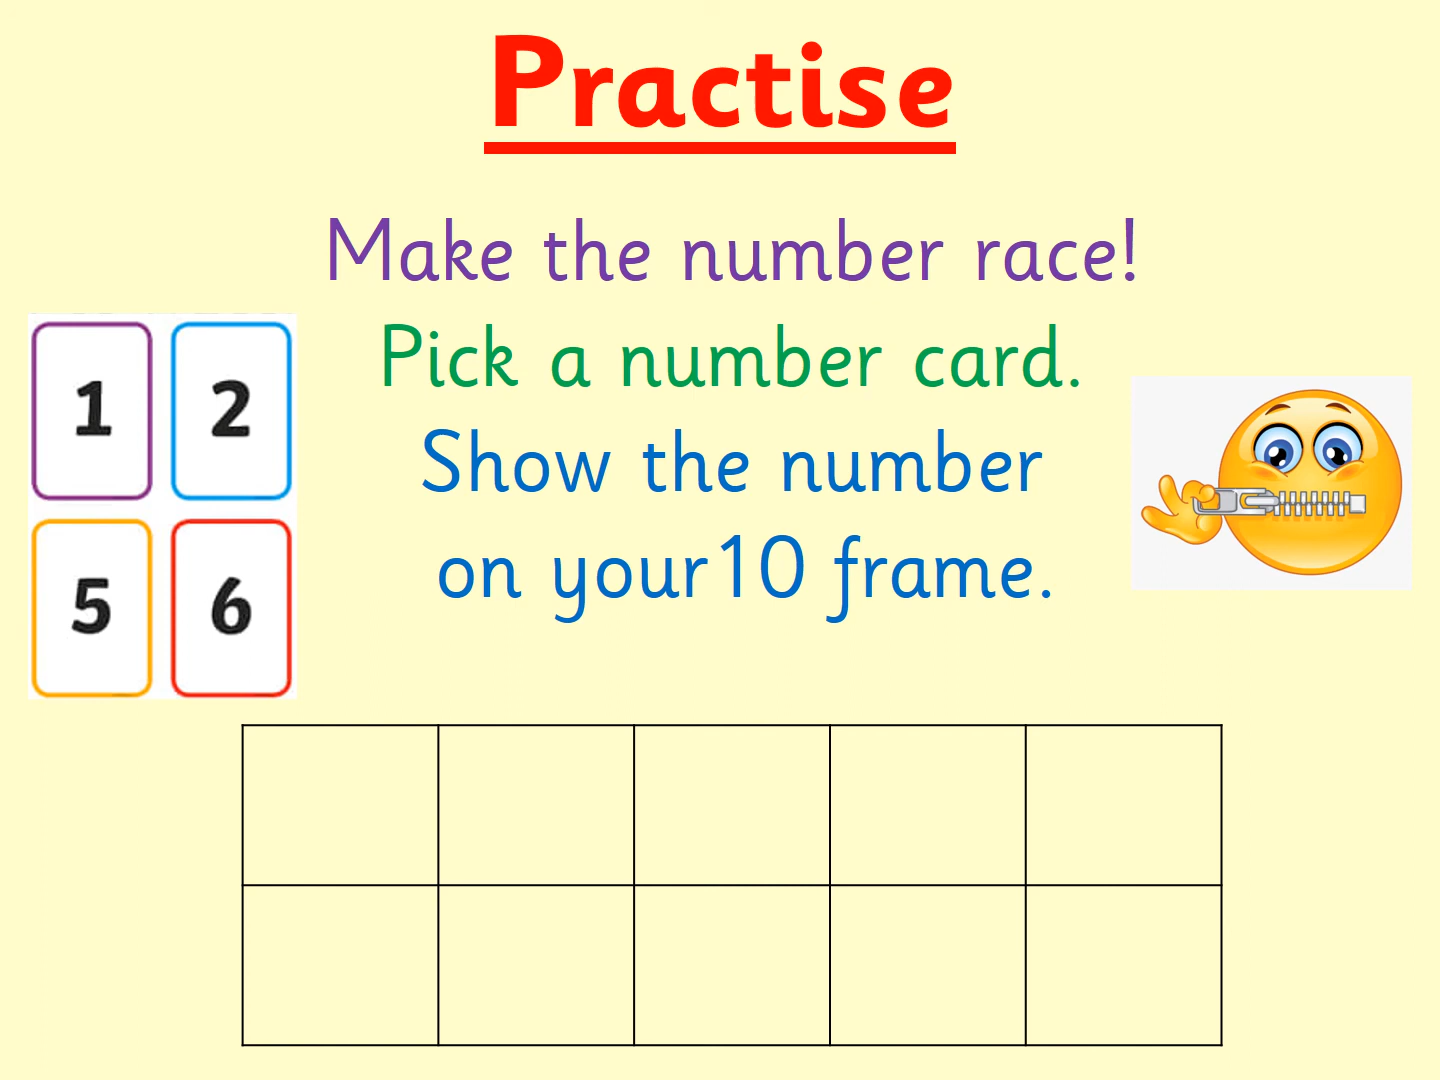 Practise
Make the number race!
Pick a number card.
Show the number
on your10 frame.
1 2
5 6